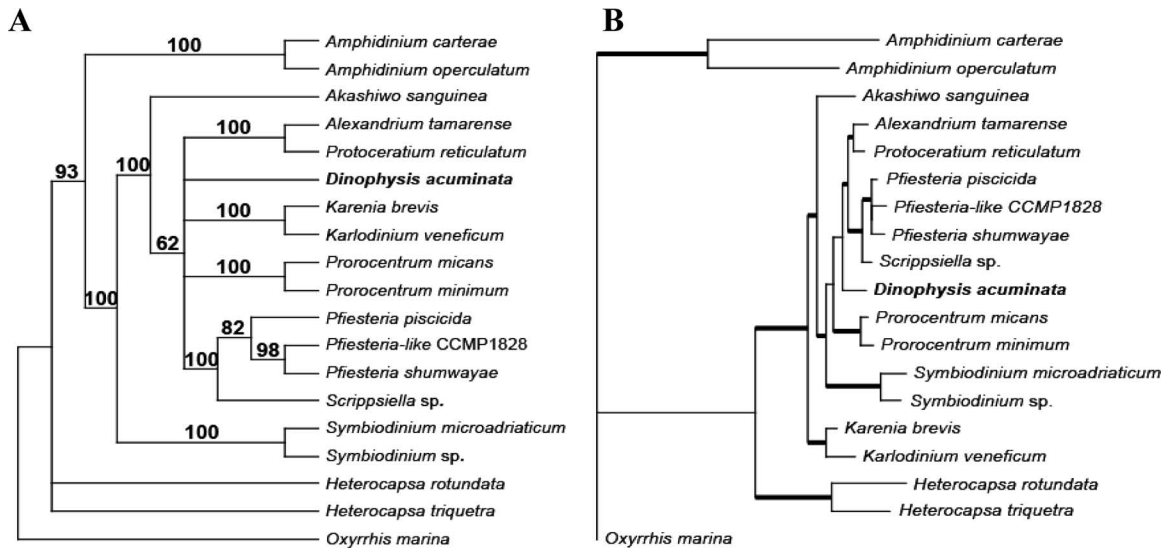 A
100
Amphidinium carterae
Amphidinium operculatum
Akashiwo sanguinea
100
Alexandrium tamarense
93
100
Protoceratium reticulatum
Dinophysis acuminata
100
Karenia brevis
62
Karlodinium veneficum
100
Prorocentrum micans
100
Prorocentrum minimum
82
Pfiesteria piscicida
100
98
Pfiesteria-like CCMP1828
Pfiesteria shumwayae
Scrippsiella sp.
100
Symbiodinium microadriaticum
Symbiodinium sp.
Heterocapsa rotundata
Heterocapsa triquetra
Oxyrrhis marina
B
Amphidinium carterae
Amphidinium operculatum
Akashiwo sanguinea
Alexandrium tamarense
Protoceratium reticulatum
Pfiesteria piscicida
Pfiesteria-like CCMP1828
Pfiesteria shumwayae
Scrippsiella sp.
Dinophysis acuminata
Prorocentrum micans
Prorocentrum minimum
Symbiodinium microadriaticum
Symbiodinium sp.
Karenia brevis
Karlodinium veneficum
Heterocapsa rotundata
Heterocapsa triquetra
Oxyrrhis marina